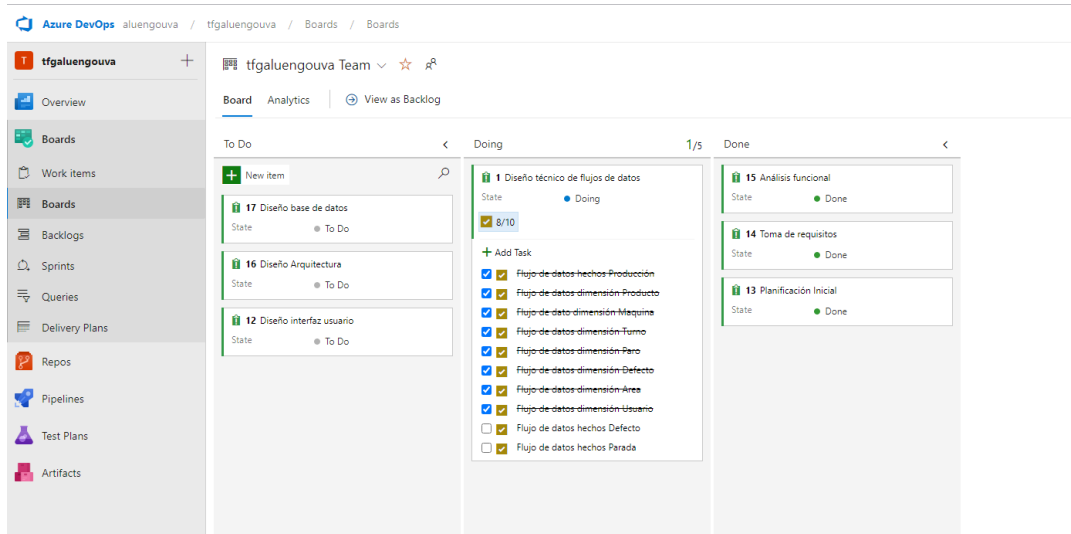 Azure DevOps aluengouva / tfgaluengouva / Boards / Boards
T tfgaluengouva
Overview
Boards
Work items
Boards
Backlogs
Sprints
Queries
Delivery Plans
Repos
Pipelines
Test Plans
Artifacts
tfgaluengouva Team
Board Analytics View as Backlog
To Do
New item
17 Diseño base de datos
State To Do
16 Diseño Arquitectura
State To Do
12 Diseño interfaz usuario
State To Do
Doing 1/5
1 Diseño técnico de flujos de datos
State Doing
8/10
Add Task
Flujo de datos hechos Producción
Flujo de datos dimensión Producto
Flujo de dato dimensión Maquina
Flujo de datos dimensión Turno
Flujo de datos dimensión Paro
Flujo de datos dimensión Defecto
Flujo de datos dimensión Area
Flujo de datos dimensión Usuario
Flujo de datos hechos Defecto
Flujo de datos hechos Parada
Done
15 Análisis funcional
State Done
14 Toma de requisitos
State Done
13 Planificación Inicial
State Done